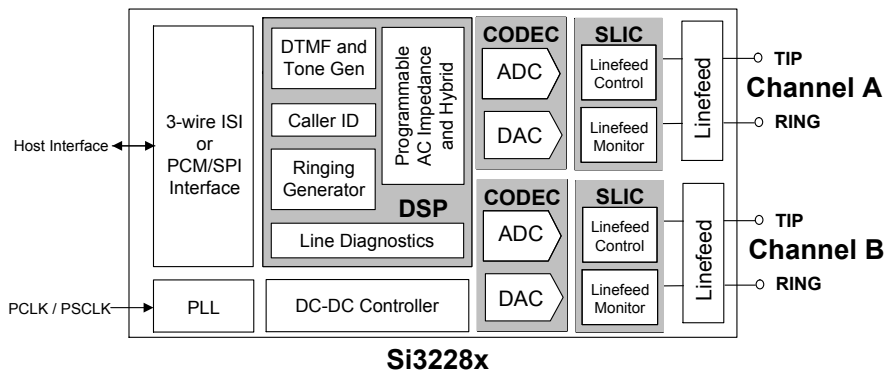 Host Interface
PCLK / PSCLK
3-wire ISI
or
PCM/SPI
Interface
PLL
DTMF and
Tone Gen
Caller ID
Ringing
Generator
Programmable
AC Impedance
and Hybrid
DSP
Line Diagnostics
DC-DC Controller
CODEC
ADC
DAC
SLIC
Linefeed
Control
Linefeed
Monitor
Linefeed
TIP
Channel A
RING
CODEC
ADC
DAC
SLIC
Linefeed
Control
Linefeed
Monitor
Linefeed
TIP
Channel B
RING
Si3228x